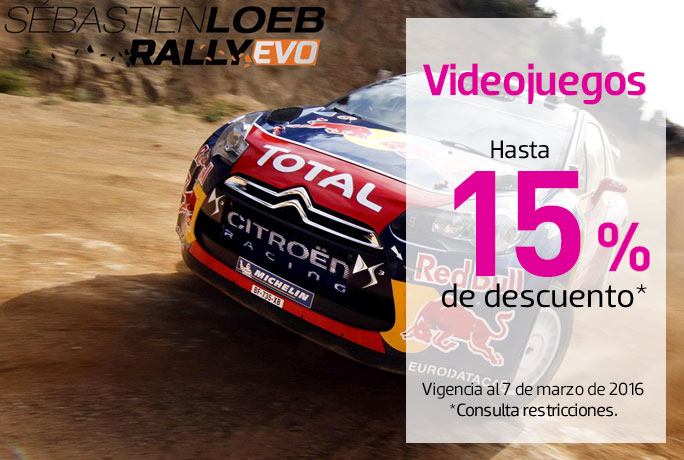 SÉBASTIENLOEB
RALLYEVO
Videojuegos
Hasta
15%
de descuento*
Vigencia al 7 de marzo de 2016
*Consulta restricciones.
TOTAL
CITROËN
RACING
MICHELIN
DS3
Red Bull
EURODATACAR